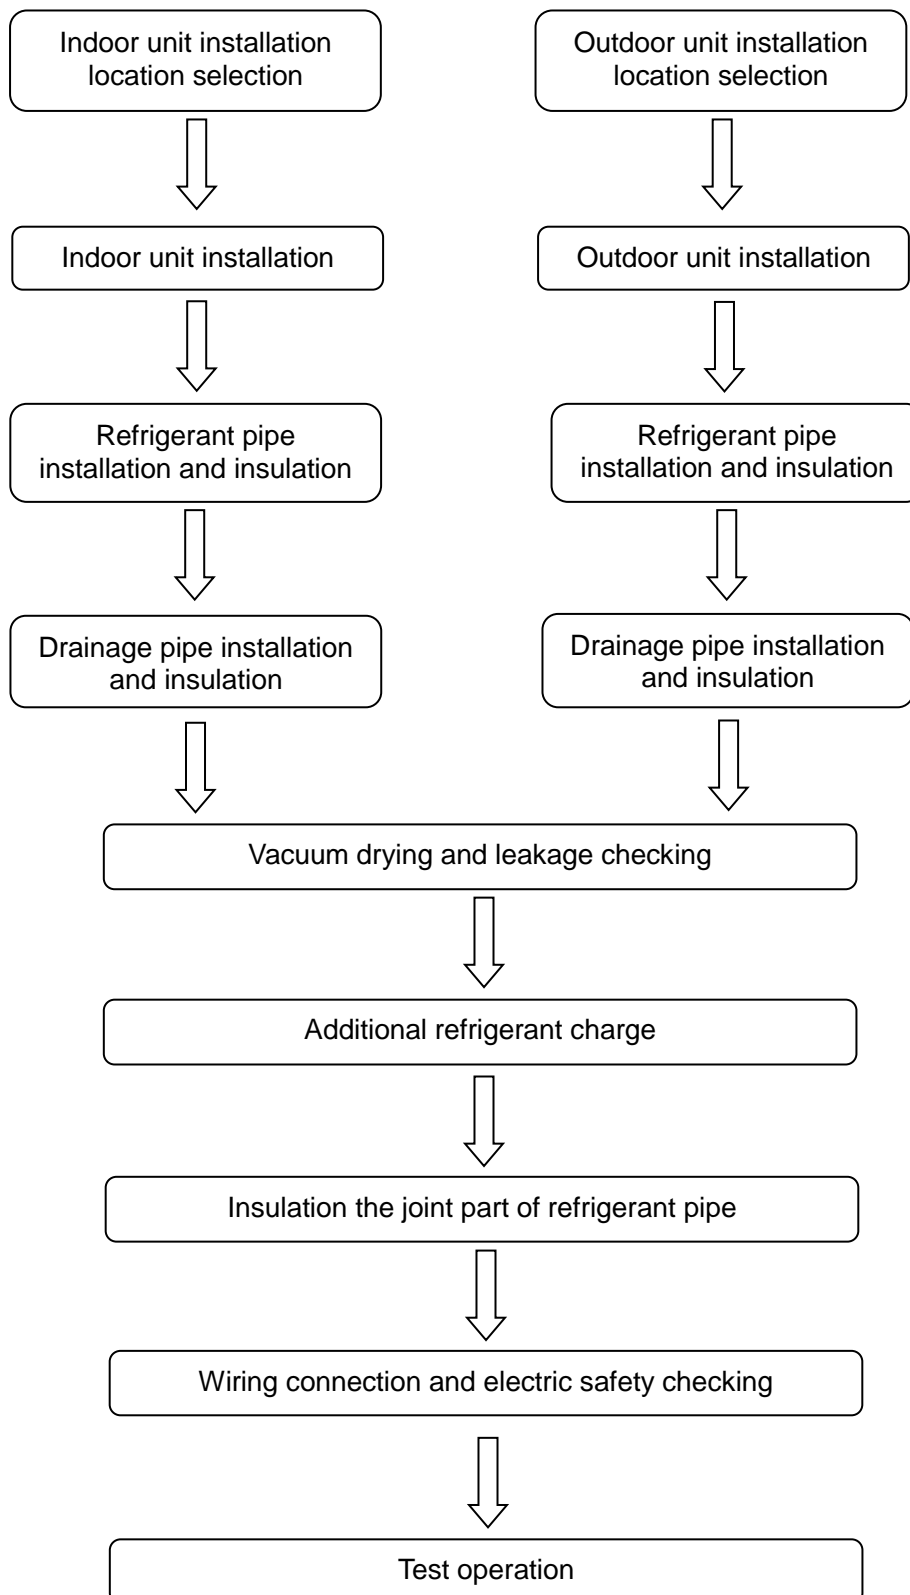 Indoor unit installation
location selection
Outdoor unit installation
location selection
Indoor unit installation
Outdoor unit installation
Refrigerant pipe
installation and insulation
Refrigerant pipe
installation and insulation
Drainage pipe installation
and insulation
Drainage pipe installation
and insulation
Vacuum drying and leakage checking
Additional refrigerant charge
Insulation the joint part of refrigerant pipe
Wiring connection and electric safety checking
Test operation